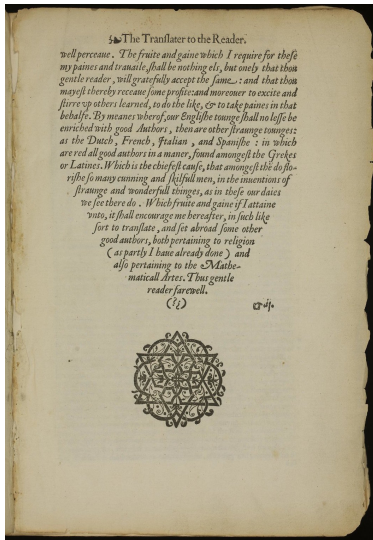 ❧The Translater to the Reader.
well perceaue. The fruite and gaine which I require for these
my paines and trauaile, shall be nothing els, but onely that thou
gentle reader, will gratefully accept the same: and that thou
mayest thereby receaue some profite: and moreouer to excite and
stirre vp others learned, to do the like, & to take paines in that
behalfe. By meanes wherof, our Englishe tounge shall no lesse be
enriched with good Authors, then are other straunge tounges:
as the Dutch, French, Italian, and Spanishe: in which
are red all good authors in a maner, found amongest the Grekes
or Latines. Which is the chiefest cause, that amongest thē do flo-
rishe so many cunning and skilfull men, in the inuentions of
straunge and wonderfull thinges, as in these our daies
we see there do. Which fruite and gaine if I attaine
vnto, it shall encourage me hereafter, in such like
sort to translate, and set abroad some other
good authors, both pertaining to religion
(as partly I haue already done) and
also pertaining to the Mathe-
maticall Artes. Thus gentle
reader farewell.
(?¿)
☞.ij.